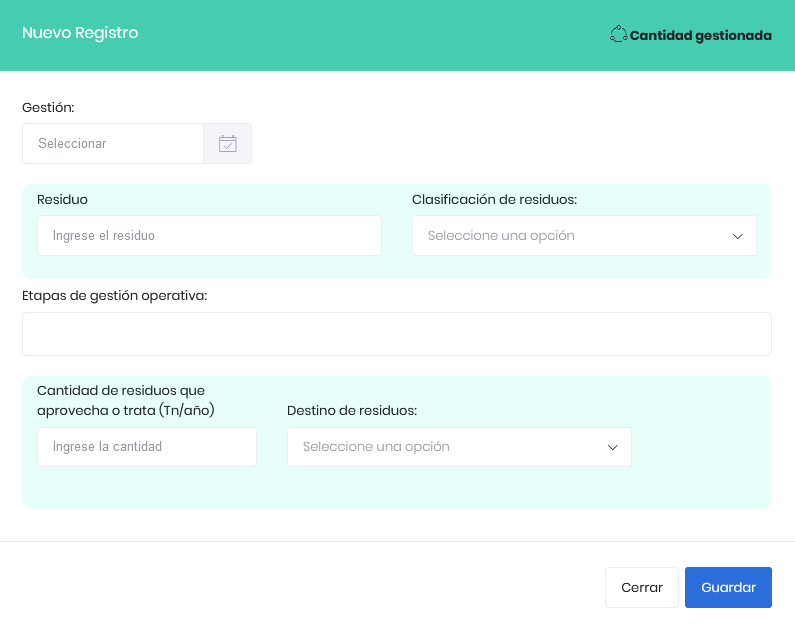 Nuevo Registro
Cantidad gestionada
Gestión:
Seleccionar
Residuo
Clasificación de residuos:
Ingrese el residuo
Seleccione una opción
Etapas de gestión operativa:
Cantidad de residuos que
aprovecha o trata (Tn/año)
Destino de residuos:
Ingrese la cantidad
Seleccione una opción
Cerrar
Guardar